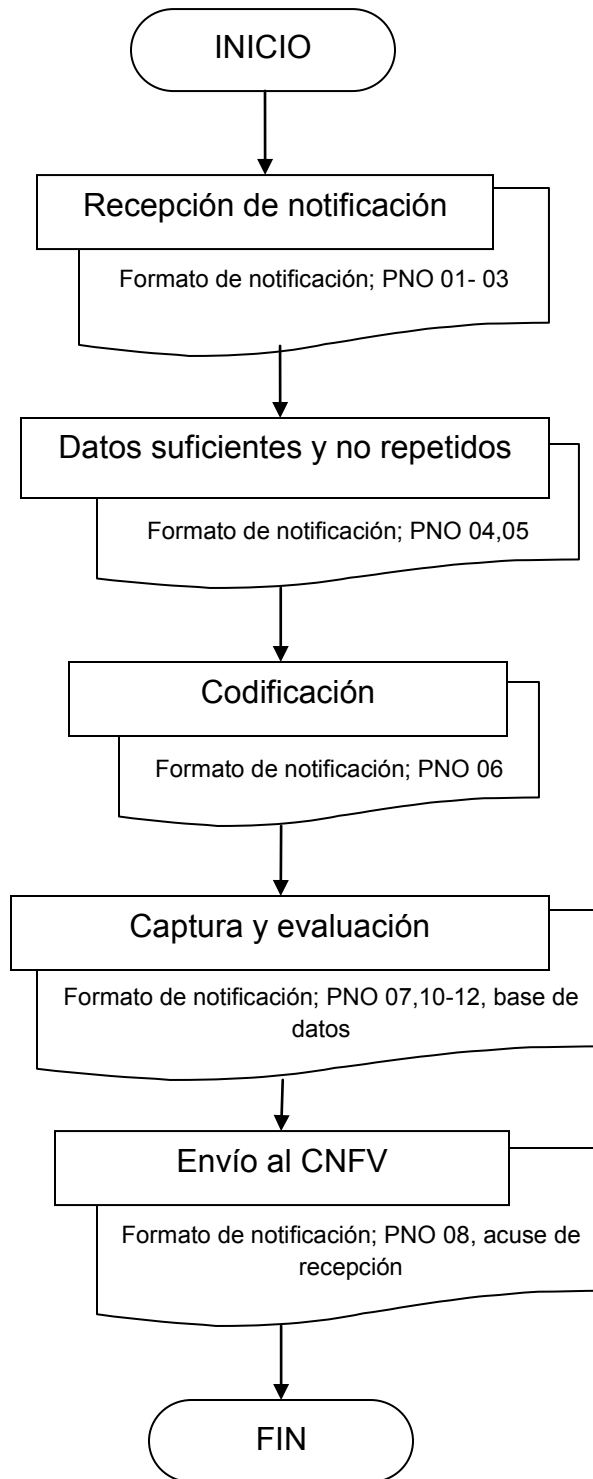 INICIO
Recepción de notificación
Formato de notificación; PNO 01- 03
Datos suficientes y no repetidos
Formato de notificación; PNO 04,05
Codificación
Formato de notificación; PNO 06
Captura y evaluación
Formato de notificación; PNO 07,10-12, base de
datos
Envío al CNFV
Formato de notificación; PNO 08, acuse de
recepción
FIN